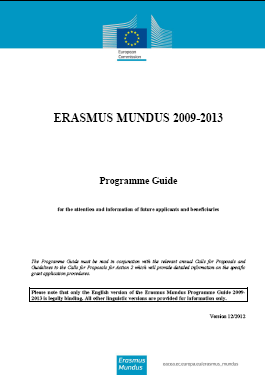 European
Commission
ERASMUS MUNDUS 2009-2013
Programme Guide
for the attention and information of future applicants and beneficiaries
The Programme Guide must be read in conjunction with the relevant annual Calls for Proposals and
Guidelines to the Calls for Proposals for Action 2 which will provide detailed information on the specific
grant application procedures.
Please note that only the English version of the Erasmus Mundus Programme Guide 2009-
2013 is legally binding. All other linguistic versions are provided for information only.
Version 12/2012
Erasmus
Mundus
eacea.ec.europa.eu/erasmus_mundus